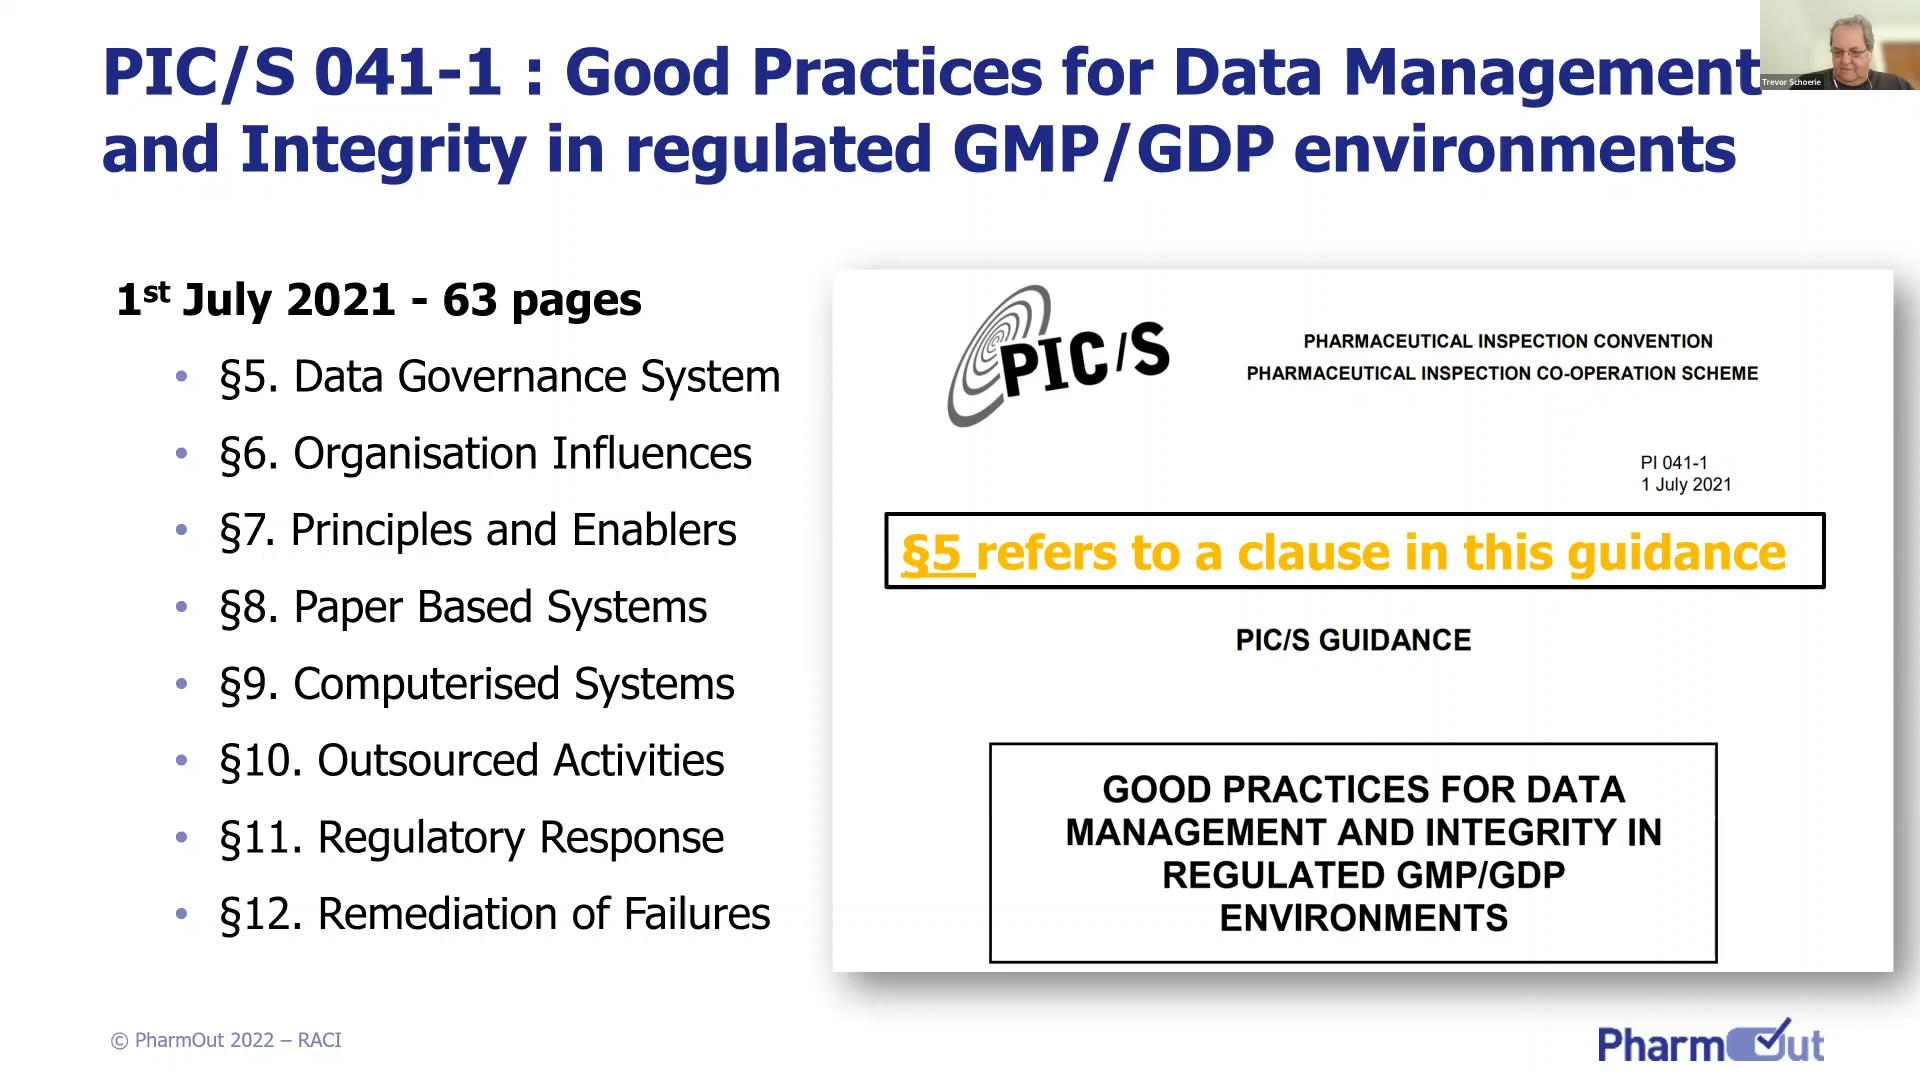 PIC/S 041-1 : Good Practices for Data Management
and Integrity in regulated GMP/GDP environments
Trevor Schoerie
1st July 2021 - 63 pages
• §5. Data Governance System
• §6. Organisation Influences
• §7. Principles and Enablers
• §8. Paper Based Systems
• §9. Computerised Systems
• §10. Outsourced Activities
• §11. Regulatory Response
• §12. Remediation of Failures
PIC/S
PHARMACEUTICAL INSPECTION CONVENTION
PHARMACEUTICAL INSPECTION CO-OPERATION SCHEME
PI 041-1
1 July 2021
§5 refers to a clause in this guidance
PIC/S GUIDANCE
GOOD PRACTICES FOR DATA
MANAGEMENT AND INTEGRITY IN
REGULATED GMP/GDP
ENVIRONMENTS
© PharmOut 2022 – RACI
PharmOut